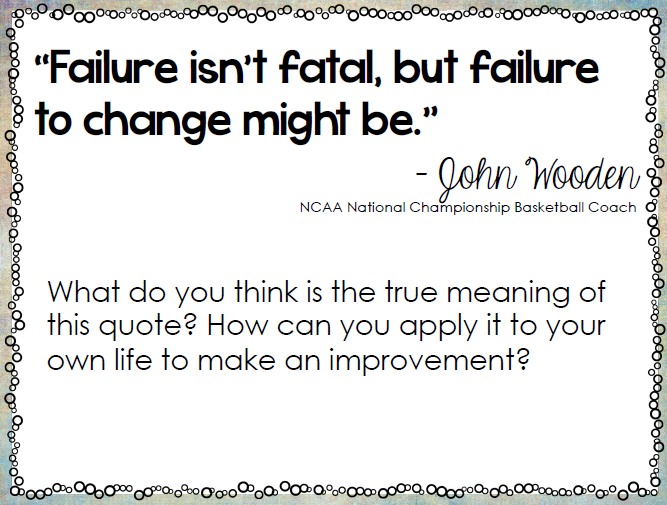 “Failure isn’t fatal, but failure
to change might be.”
- John Wooden
NCAA National Championship Basketball Coach
What do you think is the true meaning of
this quote? How can you apply it to your
own life to make an improvement?